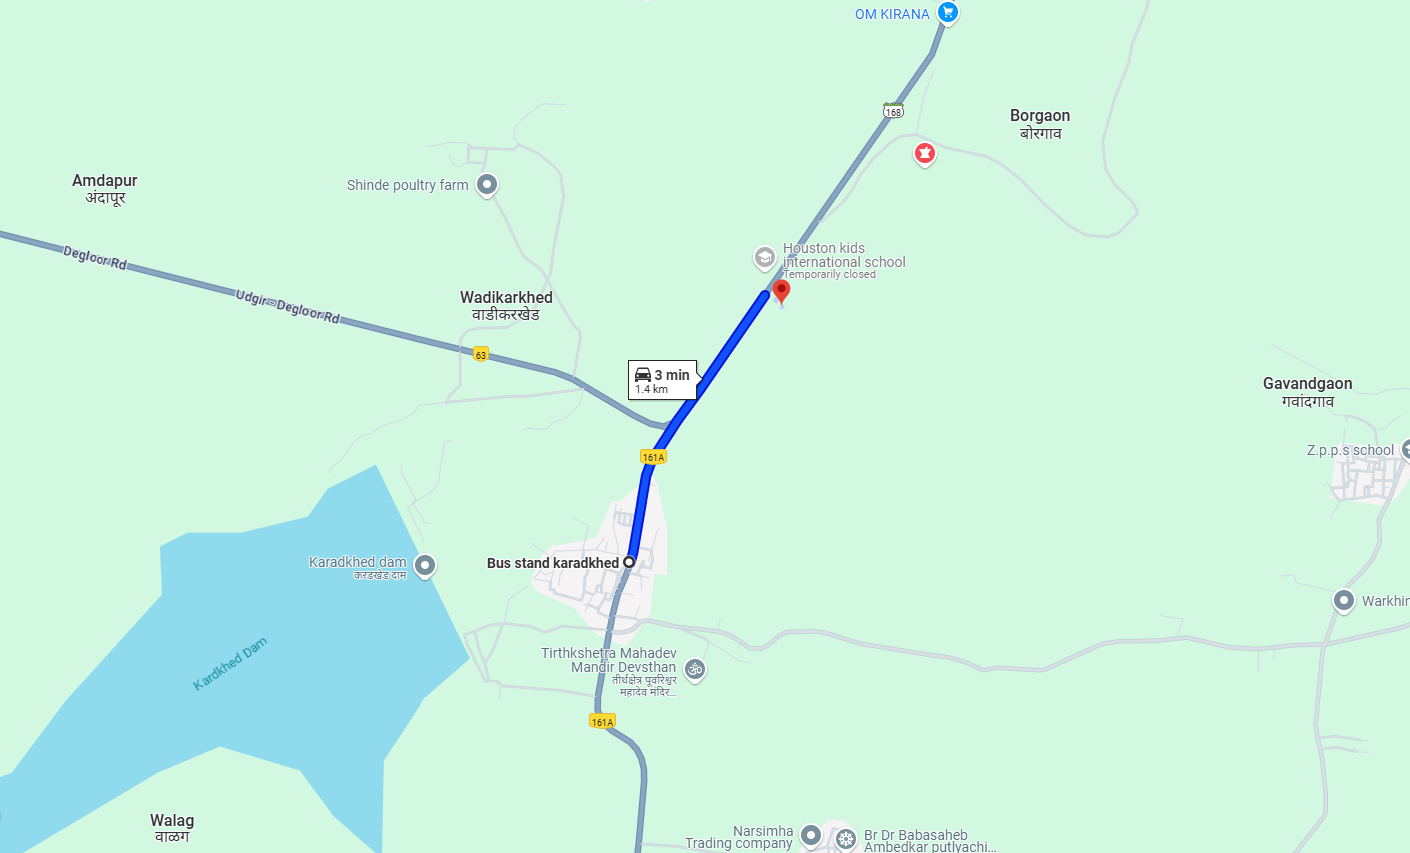 OM KIRANA
168
Borgaon
बोरगाव
Amdapur
अंदापूर
Shinde poultry farm
Degloor Rd
Udgir - Degloor Rd
Houston kids
international school
Temporarily closed
Wadikarkhed
वाडीकरखेड
63
3 min
1.4 km
Gavandgaon
गवांदगाव
Z.p.p.s school
161A
Karadkhed dam
करडखेड दाम
Bus stand karadkhed
Warkhin
Kardkhed Dam
Tirthkshetra Mahadev
Mandir Devsthan
तीर्थक्षेत्र पूवरिश्वर
महादेव मंदिर...
161A
Walag
वाळग
Narsimha
Trading company
Br Dr Babasaheb
Ambedkar putlyachi...